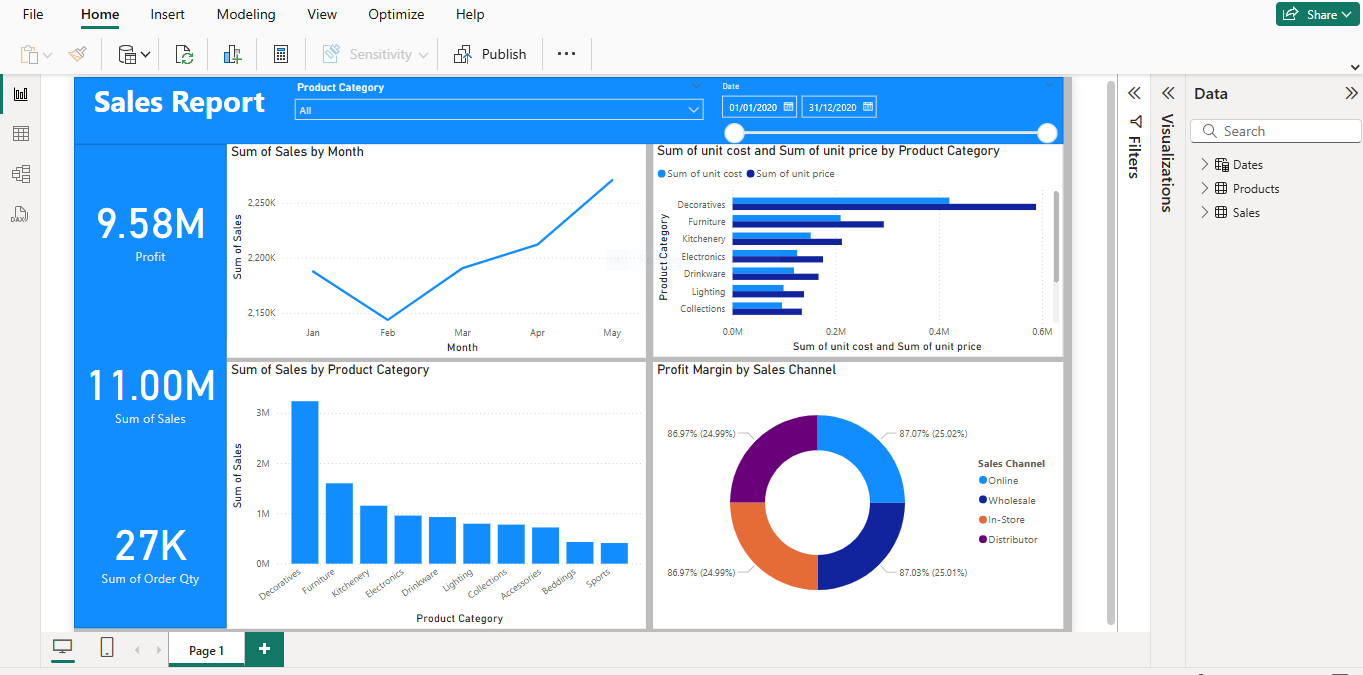 File Home Insert Modeling View Optimize Help Share
Sensitivity Publish
Sales Report
Product Category
All
Date
01/01/2020 31/12/2020
9.58M
Profit
11.00M
Sum of Sales
27K
Sum of Order Qty
Sum of Sales by Month
Sum of Sales
2,250K
2,200K
2,150K
Jan Feb Mar Apr May
Month
Sum of unit cost and Sum of unit price by Product Category
Sum of unit cost Sum of unit price
Product Category
Decoratives
Furniture
Kitchenery
Electronics
Drinkware
Lighting
Collections
0.0M 0.2M 0.4M 0.6M
Sum of unit cost and Sum of unit price
Sum of Sales by Product Category
Sum of Sales
3M
2M
1M
0M
Decoratives Furniture Kitchenery Electronics Drinkware Lighting Collections Accessories Beddings Sports
Product Category
Profit Margin by Sales Channel
86.97% (24.99%) 87.07% (25.02%)
86.97% (24.99%) 87.03% (25.01%)
Sales Channel
Online
Wholesale
In-Store
Distributor
Filters
Visualizations
Data
Search
Dates
Products
Sales
DAX
Page 1